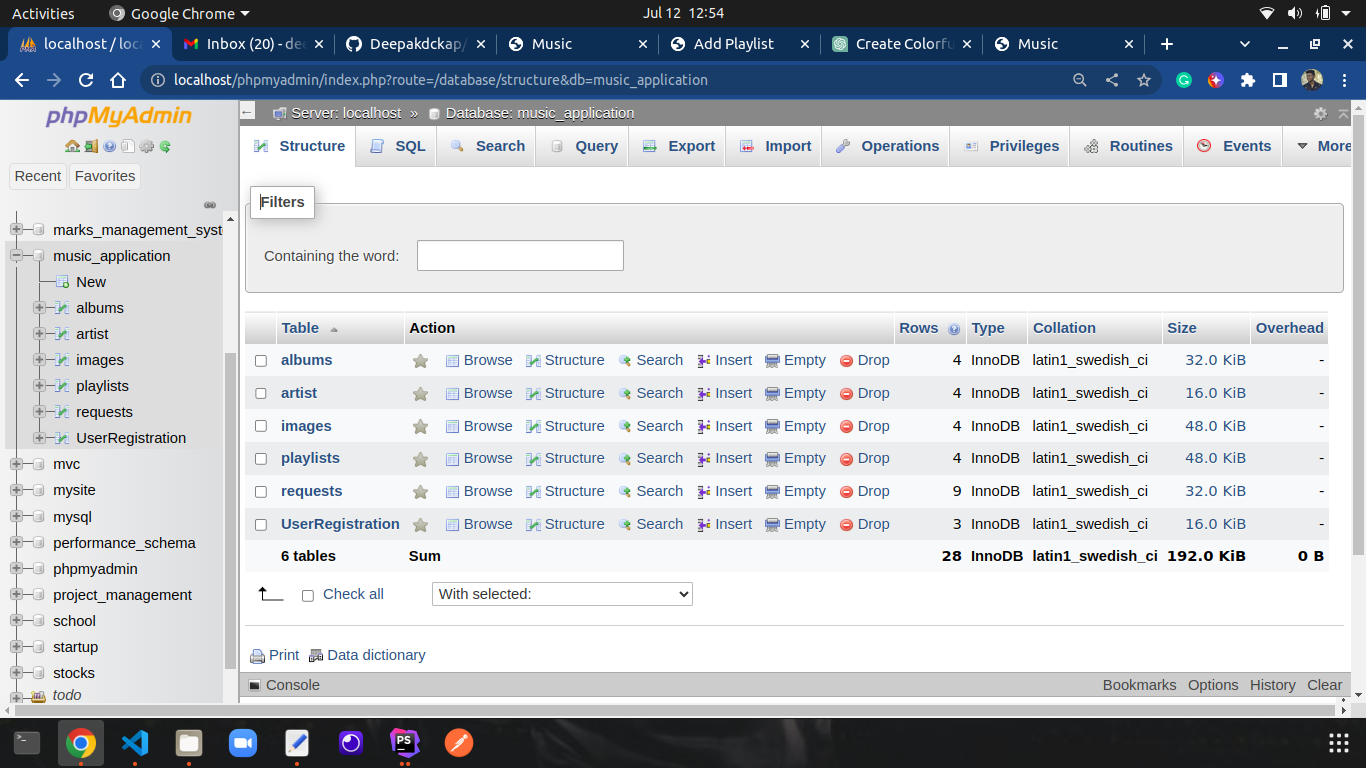 Activities Google Chrome Jul 12 12:54
localhost / loca Inbox (20) - dee Deepakdckap/ Music Add Playlist Create Colorfu Music
localhost/phpmyadmin/index.php?route=/database/structure&db=music_application
phpMyAdmin
Recent Favorites
marks_management_syst
music_application
New
albums
artist
images
playlists
requests
UserRegistration
mvc
mysite
mysql
performance_schema
phpmyadmin
project_management
school
startup
stocks
todo
Server: localhost » Database: music_application
Structure SQL Search Query Export Import Operations Privileges Routines Events More
Filters
Containing the word:
Table Action Rows Type Collation Size Overhead
albums Browse Structure Search Insert Empty Drop 4 InnoDB latin1_swedish_ci 32.0 KiB -
artist Browse Structure Search Insert Empty Drop 4 InnoDB latin1_swedish_ci 16.0 KiB -
images Browse Structure Search Insert Empty Drop 4 InnoDB latin1_swedish_ci 48.0 KiB -
playlists Browse Structure Search Insert Empty Drop 4 InnoDB latin1_swedish_ci 48.0 KiB -
requests Browse Structure Search Insert Empty Drop 9 InnoDB latin1_swedish_ci 32.0 KiB -
UserRegistration Browse Structure Search Insert Empty Drop 3 InnoDB latin1_swedish_ci 16.0 KiB -
6 tables Sum 28 InnoDB latin1_swedish_ci 192.0 KiB 0 B
Check all With selected:
Print Data dictionary
Console Bookmarks Options History Clear
PS